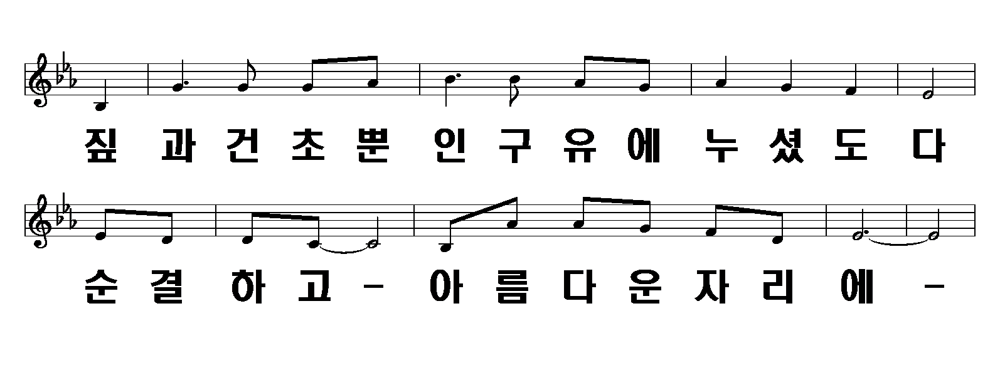 짚 과 건 초 뿐 인 구 유 에 누 셨 도 다
순 결 하 고 - 아 름 다 운 자 리 에 -